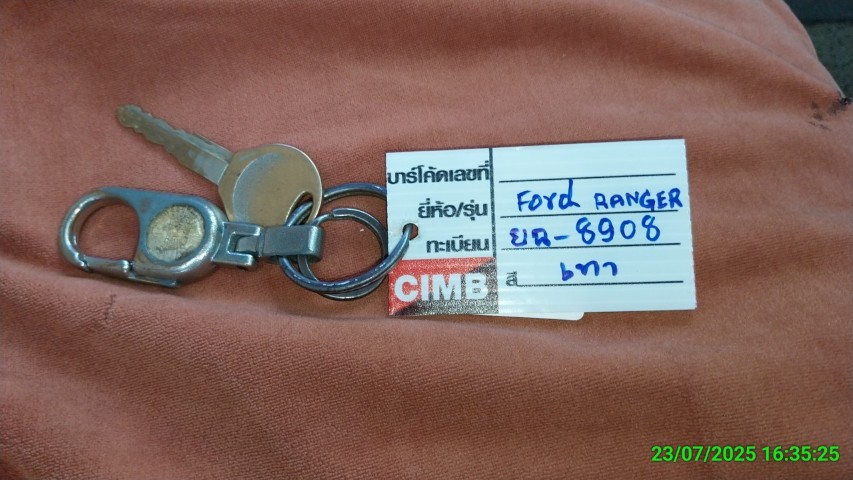 บาร์โค้ดเลขที่
ยี่ห้อ/รุ่น Ford RANGER
ทะเบียน ยฉ-8908
CIMB สี เทา
23/07/2025 16:35:25